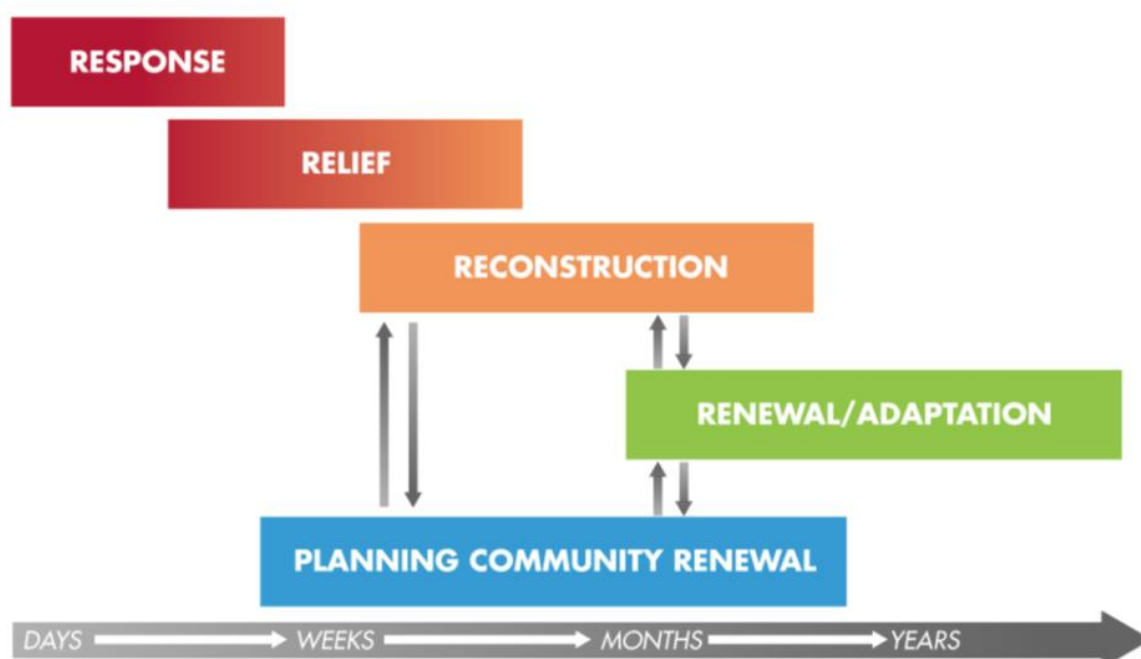 RESPONSE
RELIEF
RECONSTRUCTION
RENEWAL/ADAPTATION
PLANNING COMMUNITY RENEWAL
DAYS WEEKS MONTHS YEARS